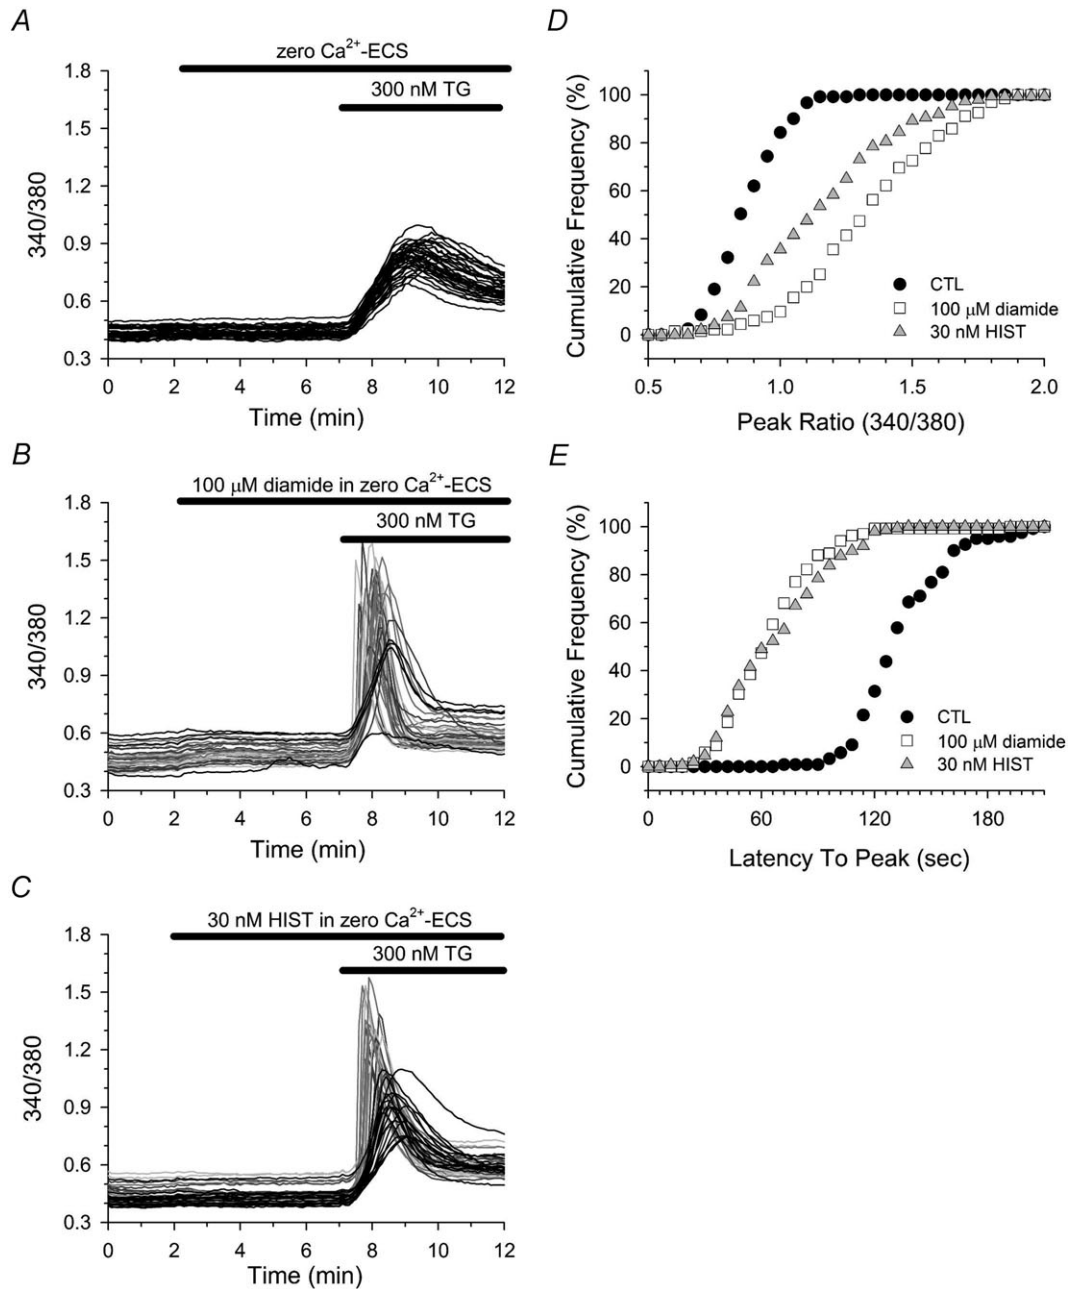 A
zero Ca²⁺-ECS
300 nM TG
1.8
1.5
1.2
0.9
0.6
0.3
340/380
0 2 4 6 8 10 12
Time (min)
B
100 μM diamide in zero Ca²⁺-ECS
300 nM TG
1.8
1.5
1.2
0.9
0.6
0.3
340/380
0 2 4 6 8 10 12
Time (min)
C
30 nM HIST in zero Ca²⁺-ECS
300 nM TG
1.8
1.5
1.2
0.9
0.6
0.3
340/380
0 2 4 6 8 10 12
Time (min)
D
100
80
60
40
20
0
Cumulative Frequency (%)
CTL
100 μM diamide
30 nM HIST
0.5 1.0 1.5 2.0
Peak Ratio (340/380)
E
100
80
60
40
20
0
Cumulative Frequency (%)
CTL
100 μM diamide
30 nM HIST
0 60 120 180
Latency To Peak (sec)